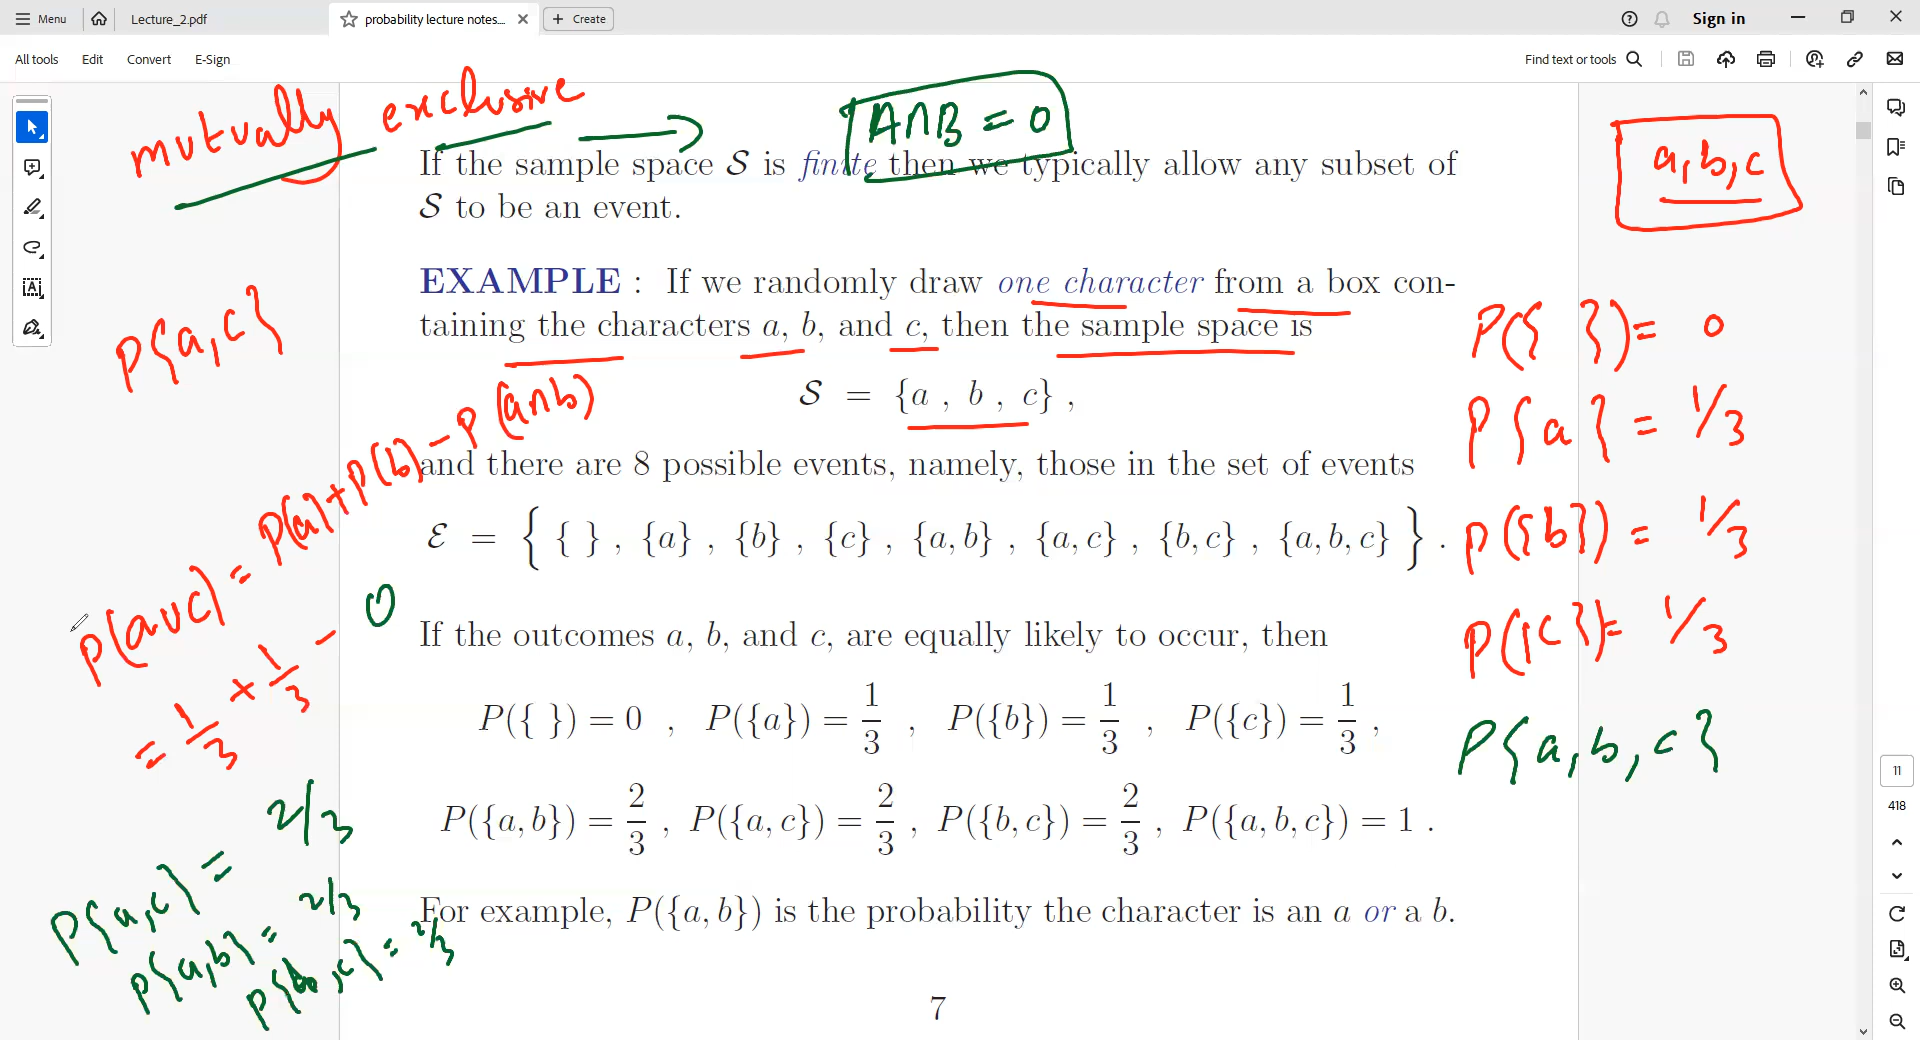 Menu Lecture_2.pdf probability lecture notes... Create Sign in
All tools Edit Convert E-Sign Find text or tools
mutually exclusive A∩B = 0
If the sample space S is finite then we typically allow any subset of
S to be an event.
a, b, c
EXAMPLE : If we randomly draw one character from a box con-
taining the characters a, b, and c, then the sample space is
P{a,c}
P({ }) = 0
S = {a , b , c} ,
P{a} = 1/3
and there are 8 possible events, namely, those in the set of events
E = { { } , {a} , {b} , {c} , {a, b} , {a, c} , {b, c} , {a, b, c} } .
P({b}) = 1/3
P(a∪c) = P(a) + P(b) - P(a∩b)
= 1/3 + 1/3 - 0
If the outcomes a, b, and c, are equally likely to occur, then
P({c}) = 1/3
P({ }) = 0 , P({a}) = 1/3 , P({b}) = 1/3 , P({c}) = 1/3 ,
P{a, b, c}
11
418
P({a, b}) = 2/3 , P({a, c}) = 2/3 , P({b, c}) = 2/3 , P({a, b, c}) = 1 .
P{a,c} = 2/3
P{a,b} = 2/3
P{b,c} = 2/3
For example, P({a, b}) is the probability the character is an a or a b.
7